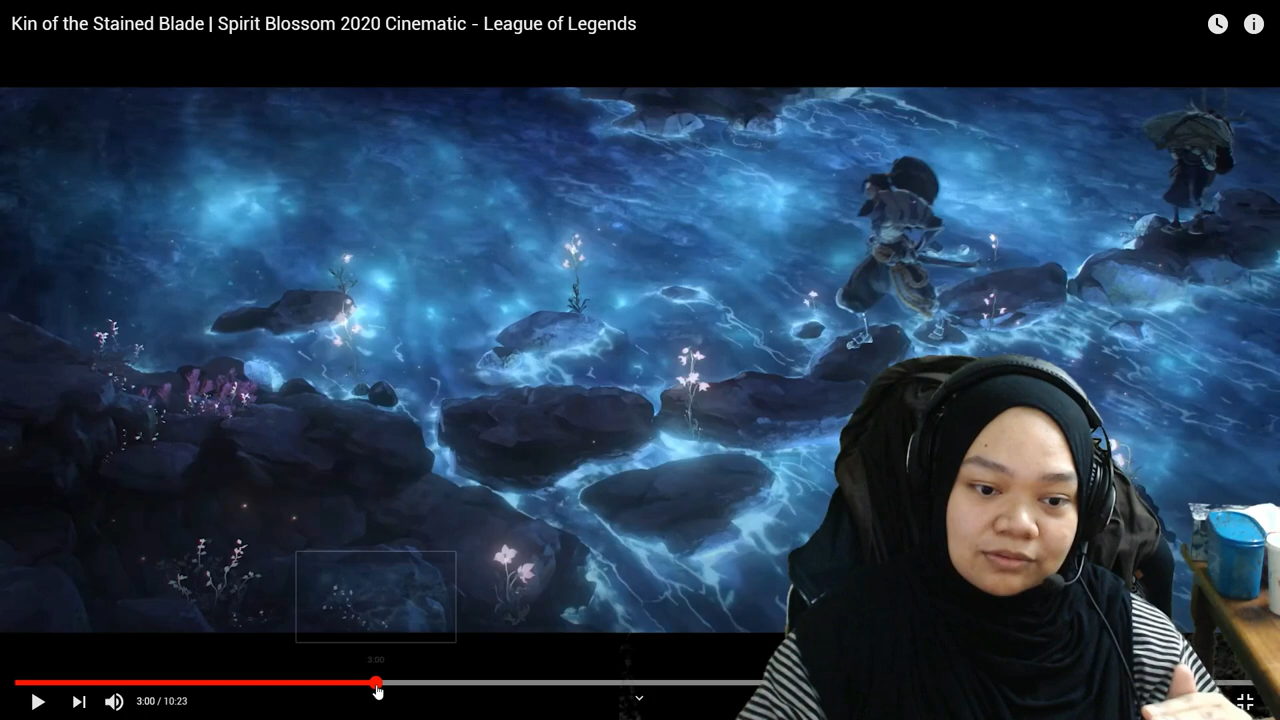 Kin of the Stained Blade | Spirit Blossom 2020 Cinematic - League of Legends
3:00
3:00 / 10:23